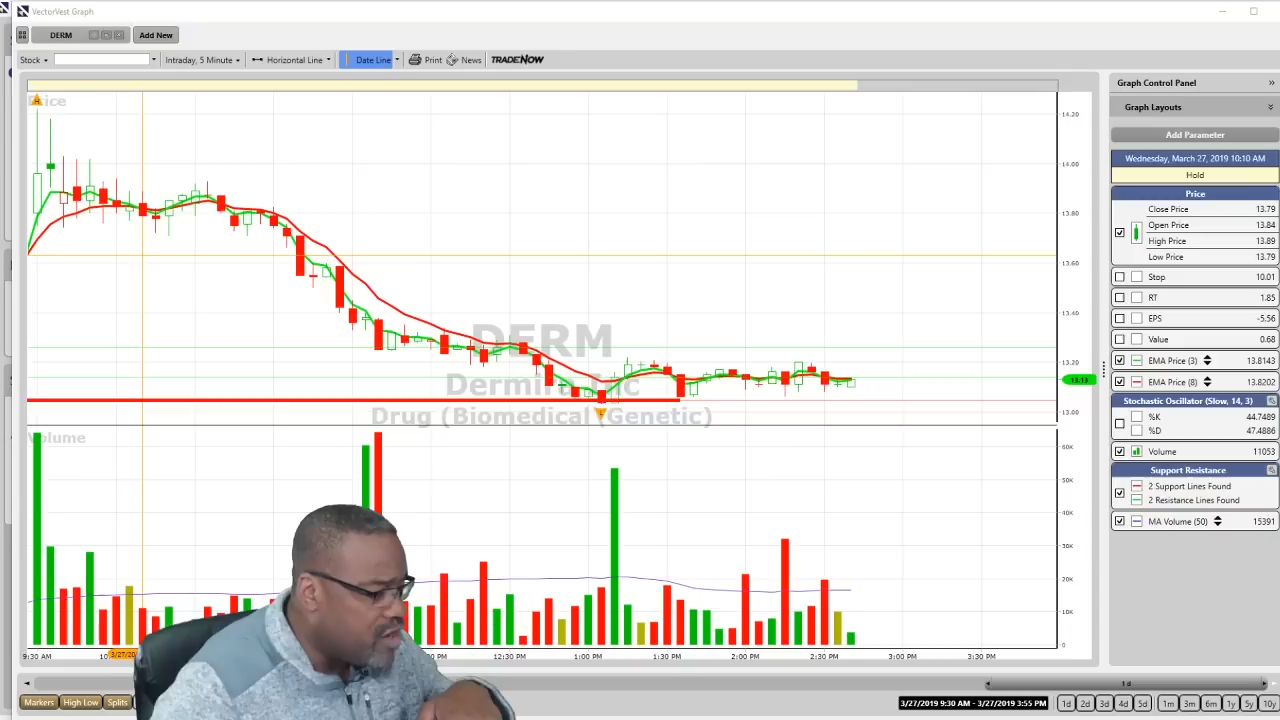 VectorVest Graph
DERM
Add New
Stock
Intraday, 5 Minute
Horizontal Line
Date Line
Print
News
TRADENOW
Price
14.20
14.00
13.80
13.60
13.40
13.20
13.13
13.00
DERM
Dermira, Inc
Drug (Biomedical/Genetic)
Volume
60K
50K
40K
30K
20K
10K
0
9:30 AM
3/27/20
12:30 PM
1:00 PM
1:30 PM
2:00 PM
2:30 PM
3:00 PM
3:30 PM
1 d
Markers
High Low
Splits
3/27/2019 9:30 AM - 3/27/2019 3:55 PM
1d
2d
3d
4d
5d
1m
3m
6m
1y
5y
10y
Graph Control Panel
Graph Layouts
Add Parameter
Wednesday, March 27, 2019 10:10 AM
Hold
Price
Close Price 13.79
Open Price 13.84
High Price 13.89
Low Price 13.79
Stop 10.01
RT 1.85
EPS -5.56
Value 0.68
EMA Price (3) 13.8143
EMA Price (8) 13.8202
Stochastic Oscillator (Slow, 14, 3)
%K 44.7489
%D 47.4886
Volume 11053
Support Resistance
2 Support Lines Found
2 Resistance Lines Found
MA Volume (50) 15391